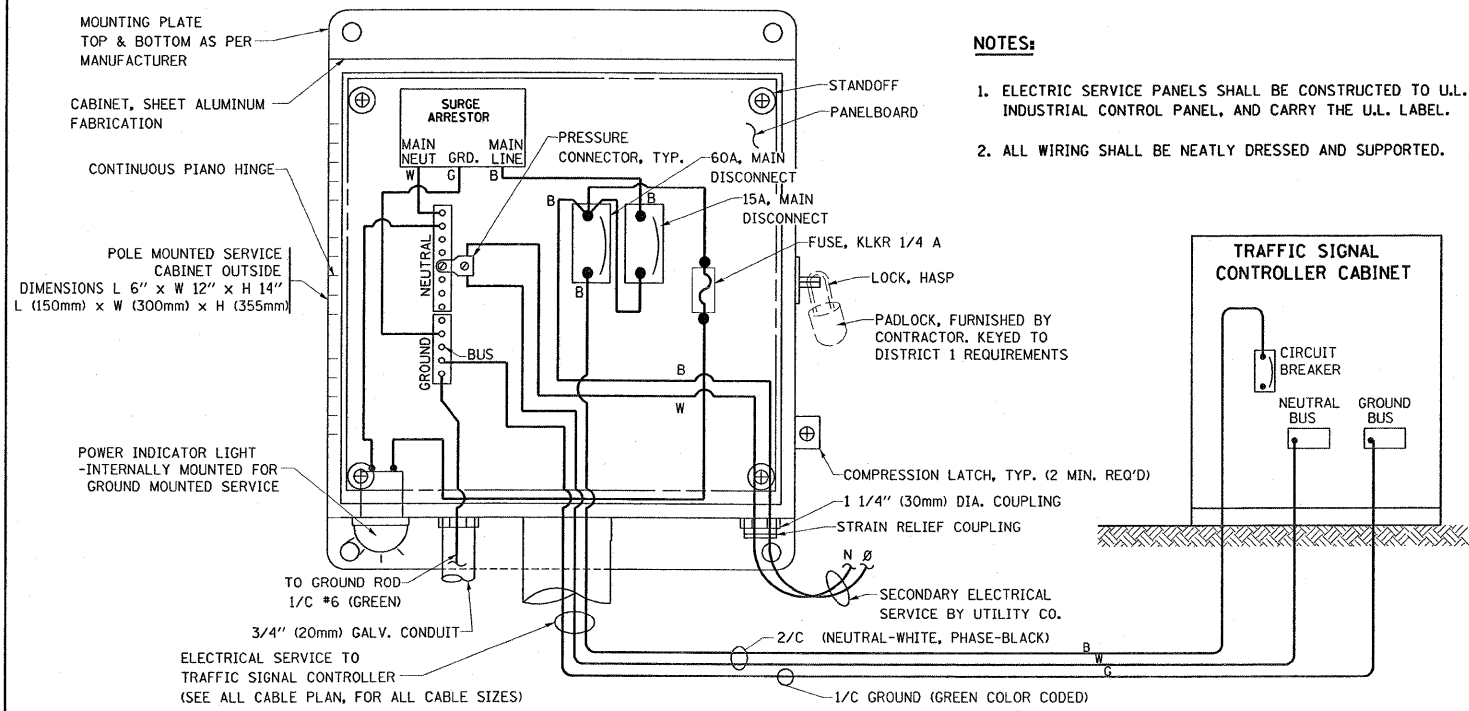 MOUNTING PLATE
TOP & BOTTOM AS PER
MANUFACTURER
CABINET, SHEET ALUMINUM
FABRICATION
CONTINUOUS PIANO HINGE
POLE MOUNTED SERVICE
CABINET OUTSIDE
DIMENSIONS L 6" x W 12" x H 14"
L (150mm) x W (300mm) x H (355mm)
POWER INDICATOR LIGHT
-INTERNALLY MOUNTED FOR
GROUND MOUNTED SERVICE
TO GROUND ROD
1/C #6 (GREEN)
3/4" (20mm) GALV. CONDUIT
ELECTRICAL SERVICE TO
TRAFFIC SIGNAL CONTROLLER
(SEE ALL CABLE PLAN, FOR ALL CABLE SIZES)
SURGE
ARRESTOR
MAIN
NEUT
GRD.
MAIN
LINE
W
G
B
PRESSURE
CONNECTOR, TYP.
NEUTRAL
GROUND
BUS
B
B
B
B
W
60A, MAIN
DISCONNECT
15A, MAIN
DISCONNECT
STANDOFF
PANELBOARD
FUSE, KLKR 1/4 A
LOCK, HASP
PADLOCK, FURNISHED BY
CONTRACTOR. KEYED TO
DISTRICT 1 REQUIREMENTS
COMPRESSION LATCH, TYP. (2 MIN. REQ'D)
1 1/4" (30mm) DIA. COUPLING
STRAIN RELIEF COUPLING
N Ø
SECONDARY ELECTRICAL
SERVICE BY UTILITY CO.
2/C (NEUTRAL-WHITE, PHASE-BLACK)
B
W
G
1/C GROUND (GREEN COLOR CODED)
NOTES:
1. ELECTRIC SERVICE PANELS SHALL BE CONSTRUCTED TO U.L.
INDUSTRIAL CONTROL PANEL, AND CARRY THE U.L. LABEL.
2. ALL WIRING SHALL BE NEATLY DRESSED AND SUPPORTED.
TRAFFIC SIGNAL
CONTROLLER CABINET
CIRCUIT
BREAKER
NEUTRAL
BUS
GROUND
BUS